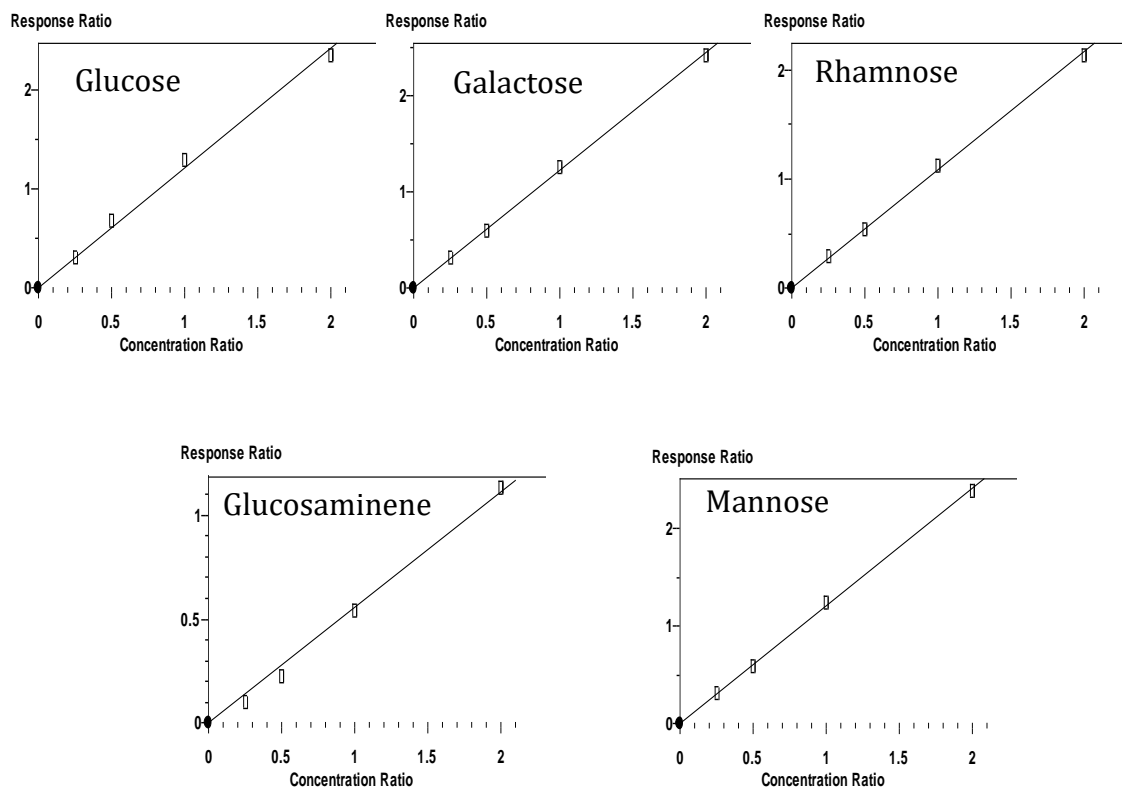 Response Ratio
Glucose
2
1
0
0 0.5 1 1.5 2
Concentration Ratio
Response Ratio
Galactose
2
1
0
0 0.5 1 1.5 2
Concentration Ratio
Response Ratio
Rhamnose
2
1
0
0 0.5 1 1.5 2
Concentration Ratio
Response Ratio
Glucosaminene
1
0.5
0
0 0.5 1 1.5 2
Concentration Ratio
Response Ratio
Mannose
2
1
0
0 0.5 1 1.5 2
Concentration Ratio